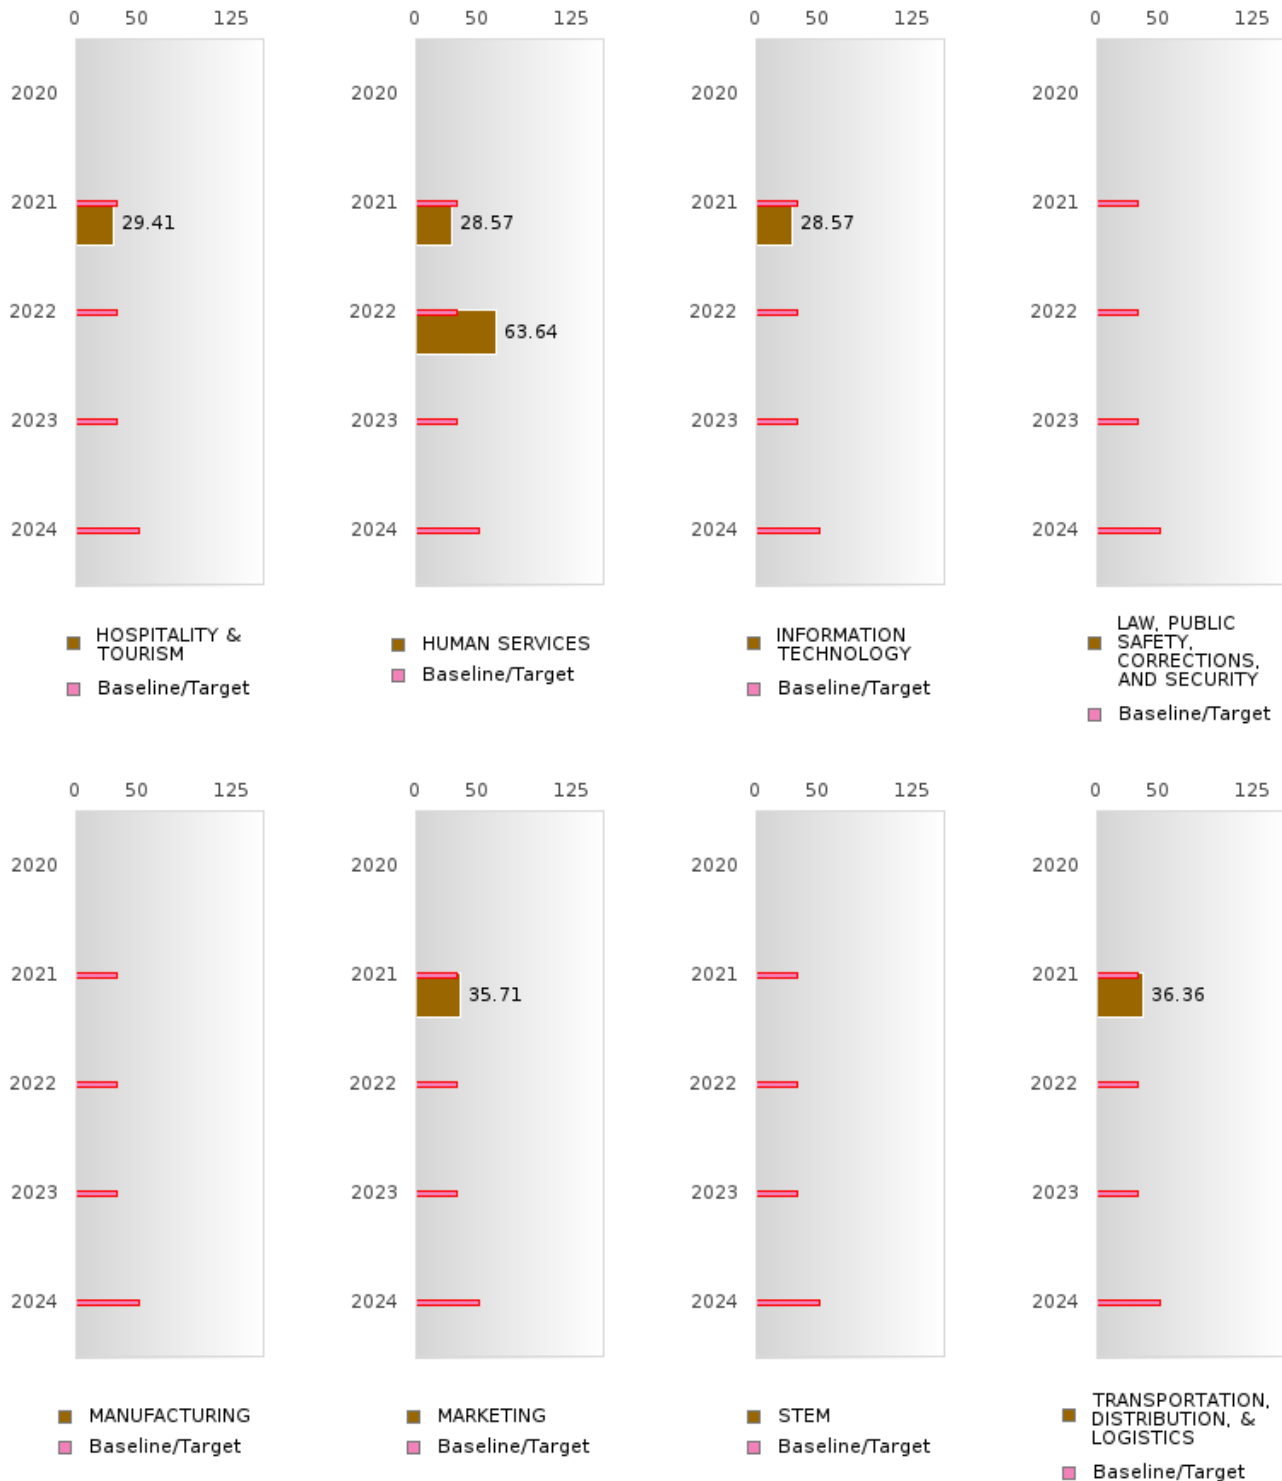 0 50 125
2020
2021
29.41
2022
2023
2024
HOSPITALITY &
TOURISM
Baseline/Target
0 50 125
2020
2021
28.57
2022
63.64
2023
2024
HUMAN SERVICES
Baseline/Target
0 50 125
2020
2021
28.57
2022
2023
2024
INFORMATION
TECHNOLOGY
Baseline/Target
0 50 125
2020
2021
2022
2023
2024
LAW, PUBLIC
SAFETY,
CORRECTIONS,
AND SECURITY
Baseline/Target
0 50 125
2020
2021
2022
2023
2024
MANUFACTURING
Baseline/Target
0 50 125
2020
2021
35.71
2022
2023
2024
MARKETING
Baseline/Target
0 50 125
2020
2021
2022
2023
2024
STEM
Baseline/Target
0 50 125
2020
2021
36.36
2022
2023
2024
TRANSPORTATION,
DISTRIBUTION, &
LOGISTICS
Baseline/Target